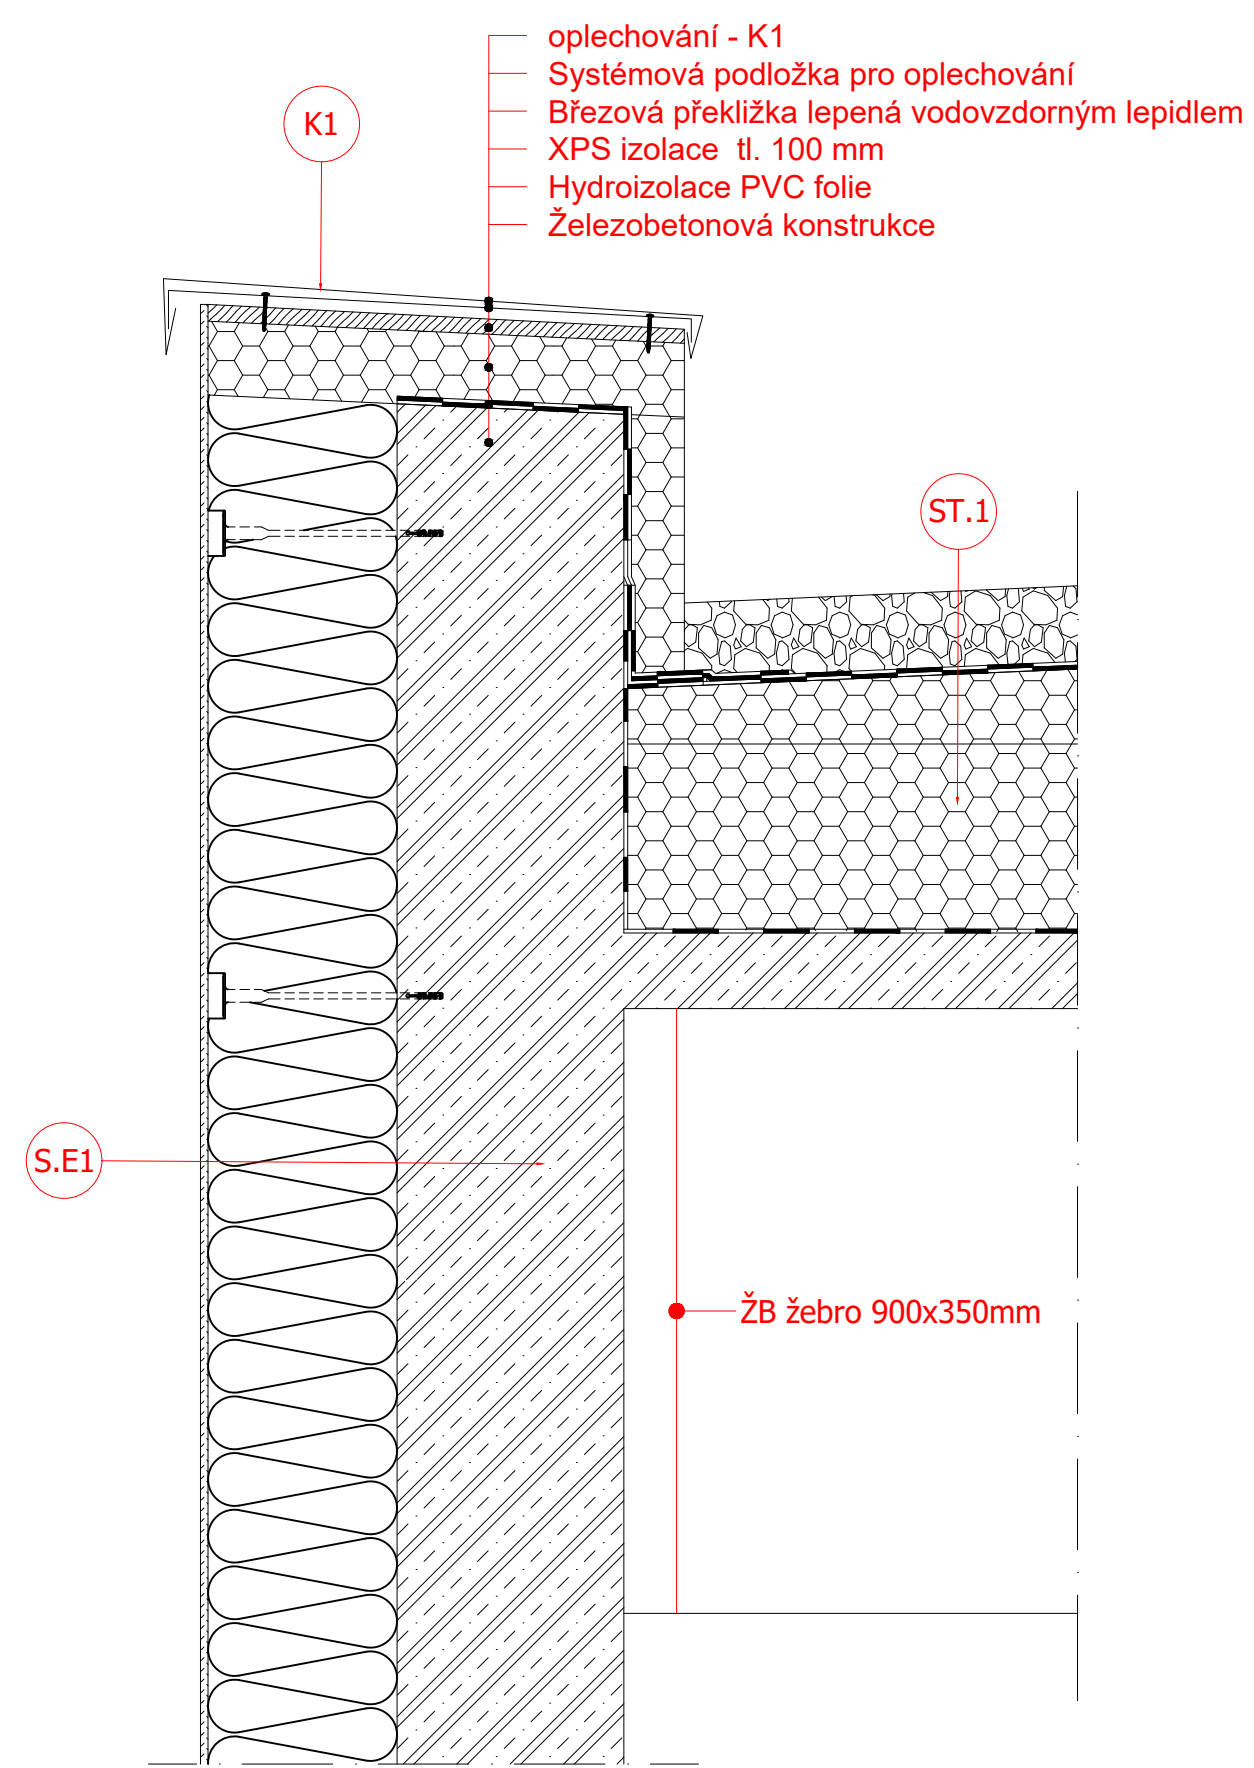 oplechování - K1
Systémová podložka pro oplechování
Březová překližka lepená vodovzdorným lepidlem
XPS izolace  tl. 100 mm
Hydroizolace PVC folie
Železobetonová konstrukce
K1
ST.1
S.E1
ŽB žebro 900x350mm